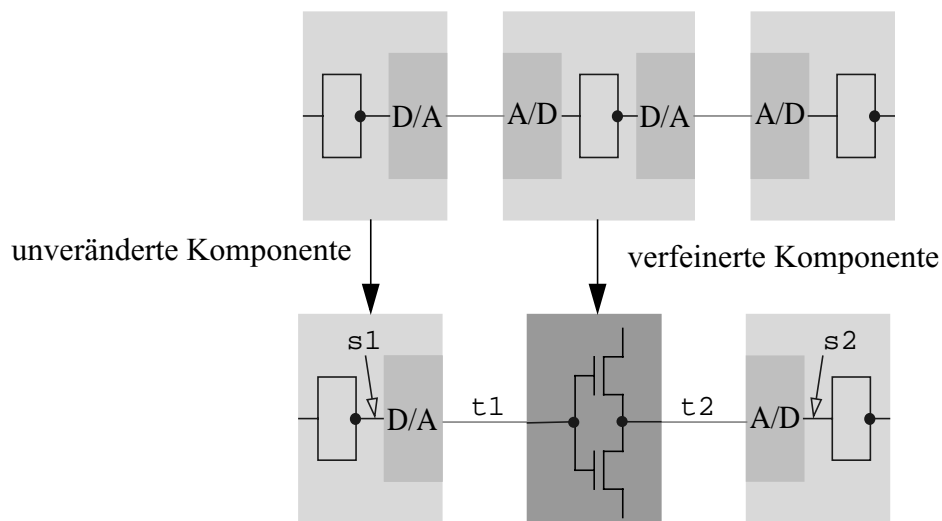 D/A A/D D/A A/D
unveränderte Komponente
verfeinerte Komponente
s1 s2
D/A t1 t2 A/D